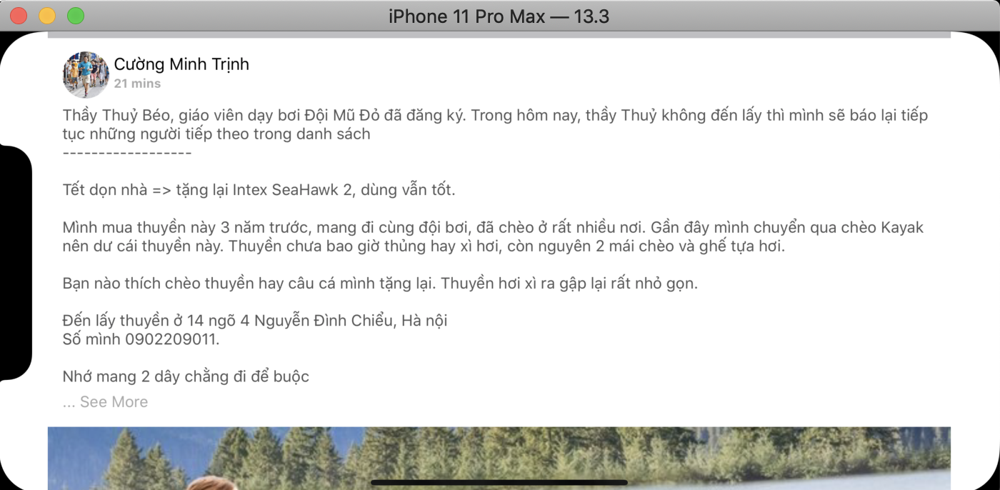 iPhone 11 Pro Max — 13.3
Cường Minh Trịnh
21 mins
Thầy Thuỷ Béo, giáo viên dạy bơi Đội Mũ Đỏ đã đăng ký. Trong hôm nay, thầy Thuỷ không đến lấy thì mình sẽ báo lại tiếp
tục những người tiếp theo trong danh sách
------------------
Tết dọn nhà => tặng lại Intex SeaHawk 2, dùng vẫn tốt.
Mình mua thuyền này 3 năm trước, mang đi cùng đội bơi, đã chèo ở rất nhiều nơi. Gần đây mình chuyển qua chèo Kayak
nên dư cái thuyền này. Thuyền chưa bao giờ thủng hay xì hơi, còn nguyên 2 mái chèo và ghế tựa hơi.
Bạn nào thích chèo thuyền hay câu cá mình tặng lại. Thuyền hơi xì ra gập lại rất nhỏ gọn.
Đến lấy thuyền ở 14 ngõ 4 Nguyễn Đình Chiểu, Hà nội
Số mình 0902209011.
Nhớ mang 2 dây chằng đi để buộc
... See More